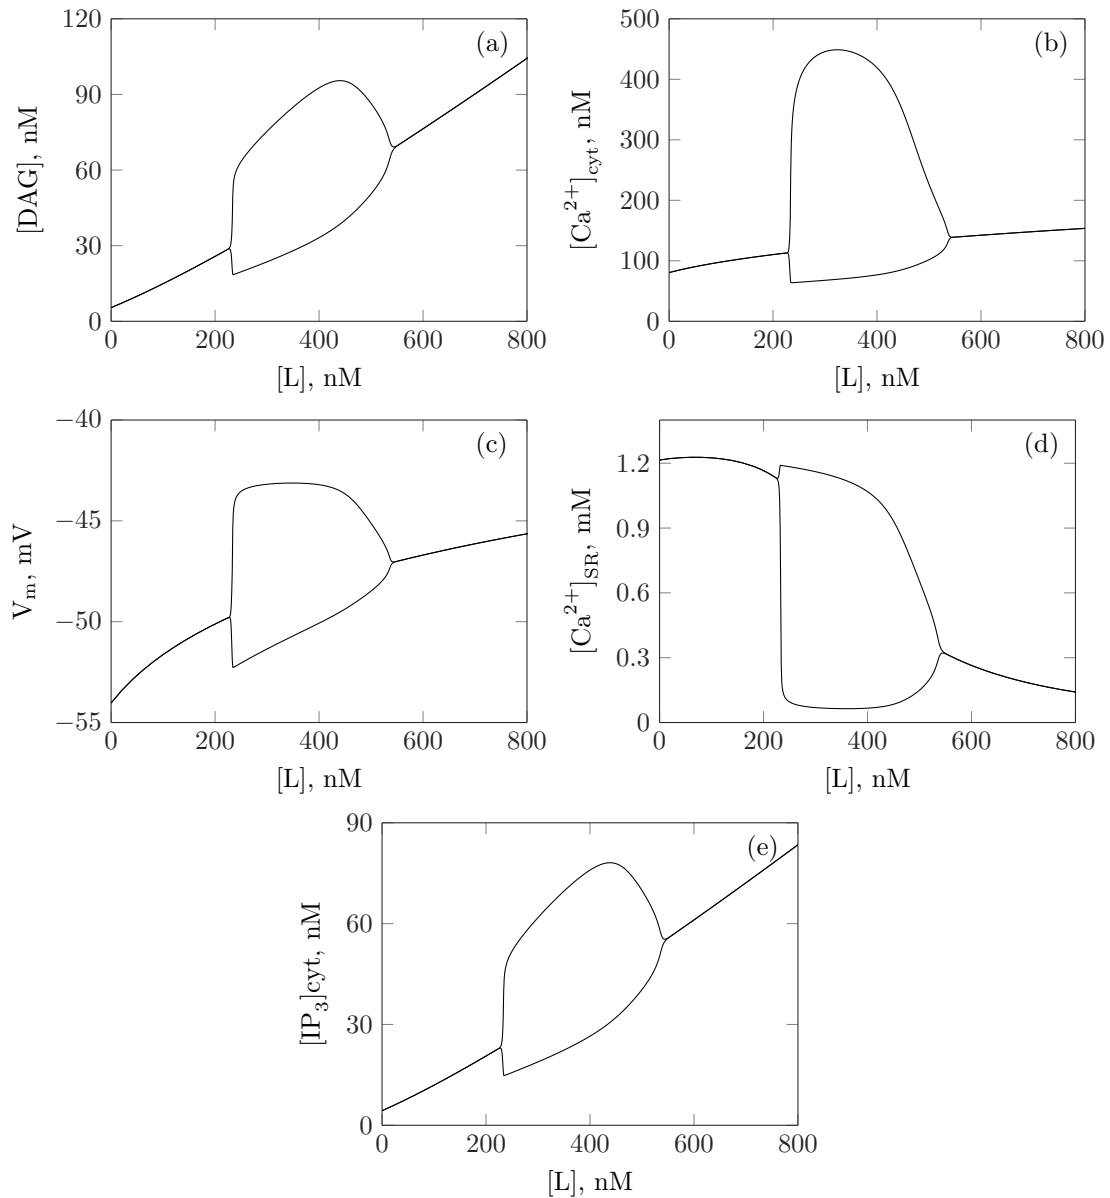 (a)
[DAG], nM
120
90
60
30
0
0 200 400 600 800
[L], nM
(b)
[Ca²⁺]cyt, nM
500
400
300
200
100
0
0 200 400 600 800
[L], nM
(c)
Vm, mV
−40
−45
−50
−55
0 200 400 600 800
[L], nM
(d)
[Ca²⁺]SR, mM
1.2
0.9
0.6
0.3
0
0 200 400 600 800
[L], nM
(e)
[IP₃]cyt, nM
90
60
30
0
0 200 400 600 800
[L], nM